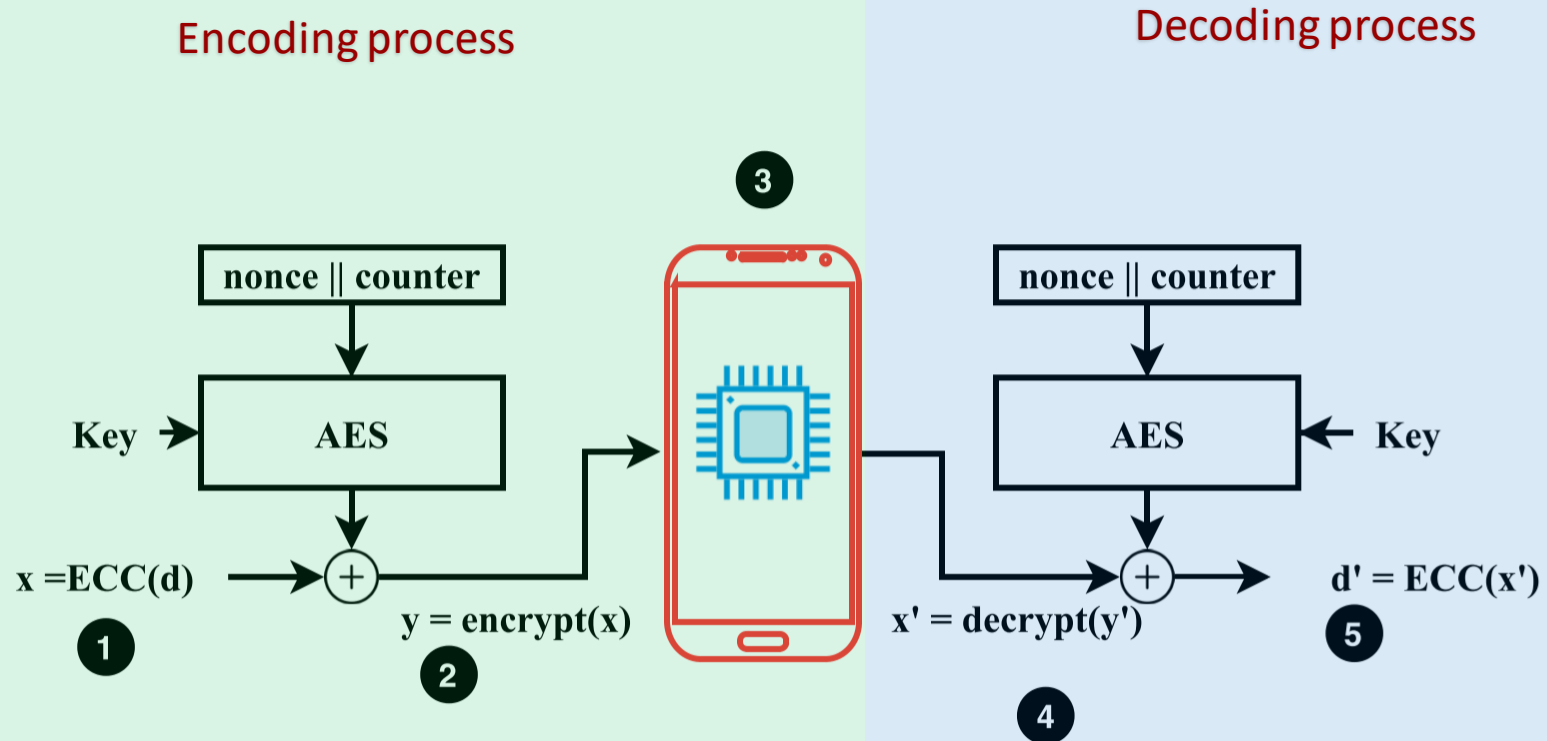 Encoding process
Decoding process
3
nonce || counter
nonce || counter
Key
AES
AES
Key
x =ECC(d)
d' = ECC(x')
y = encrypt(x)
x' = decrypt(y')
1
2
4
5